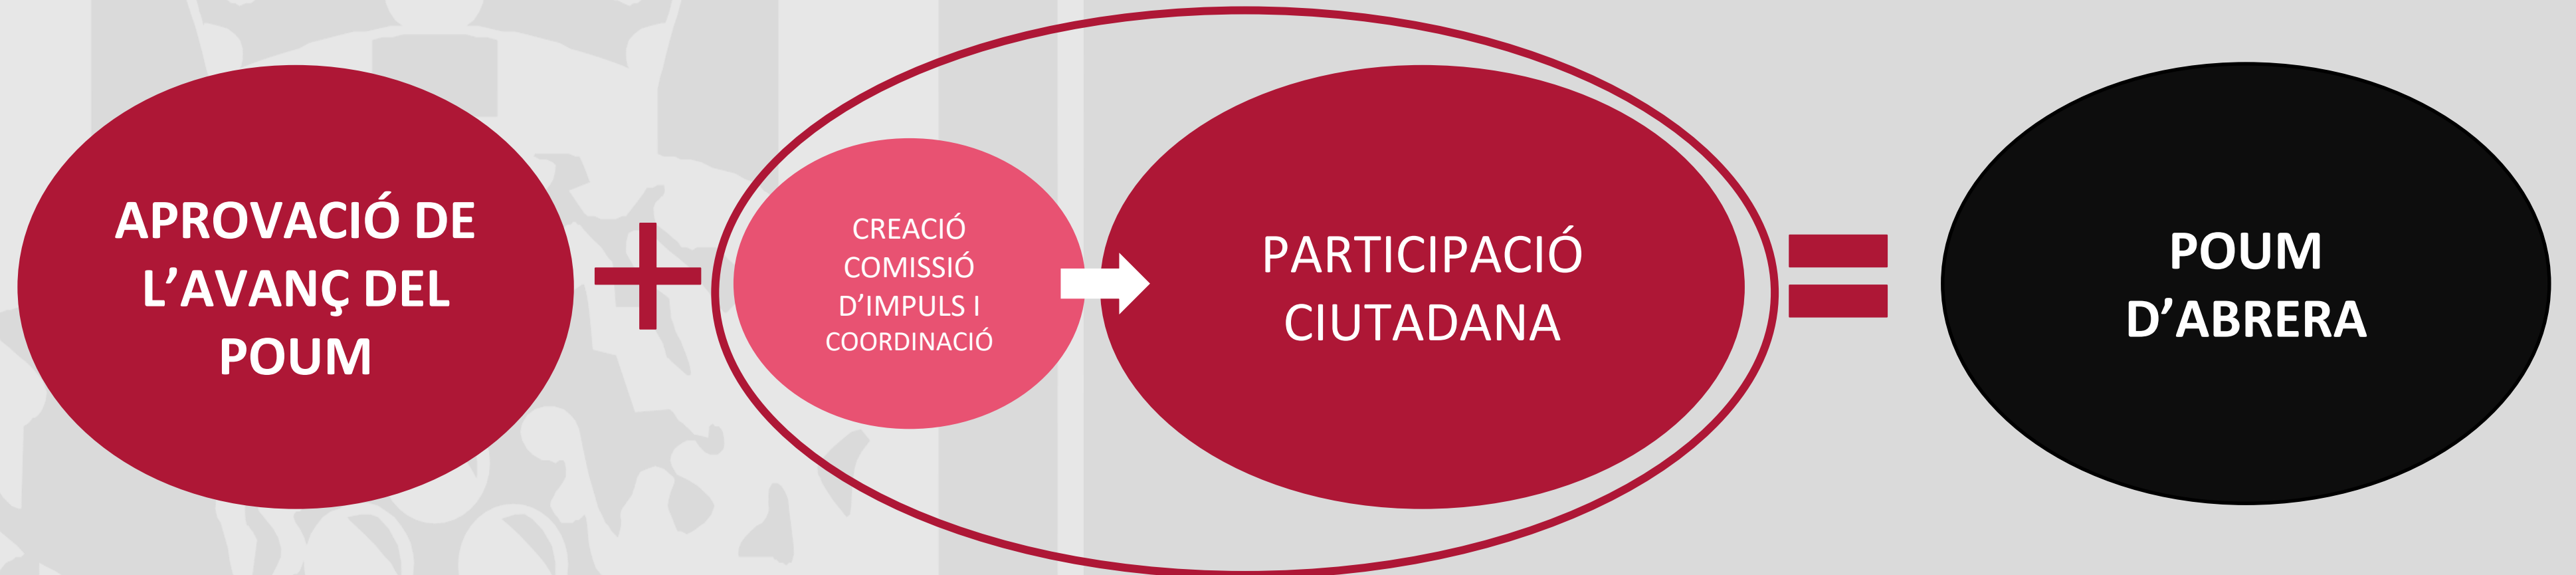 APROVACIÓ DE
L’AVANÇ DEL
POUM
+
CREACIÓ
COMISSIÓ
D’IMPULS I
COORDINACIÓ
PARTICIPACIÓ
CIUTADANA
=
POUM
D’ABRERA